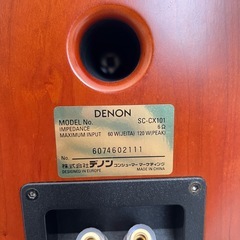 DENON
MODEL No. SC-CX101
IMPEDANCE 6Ω
MAXIMUM INPUT 60 W(JEITA) 120 W(PEAK)
6074602111
株式会社デノン コンシューマー マーケティング
DESIGNED IN EUROPE MADE IN CHINA